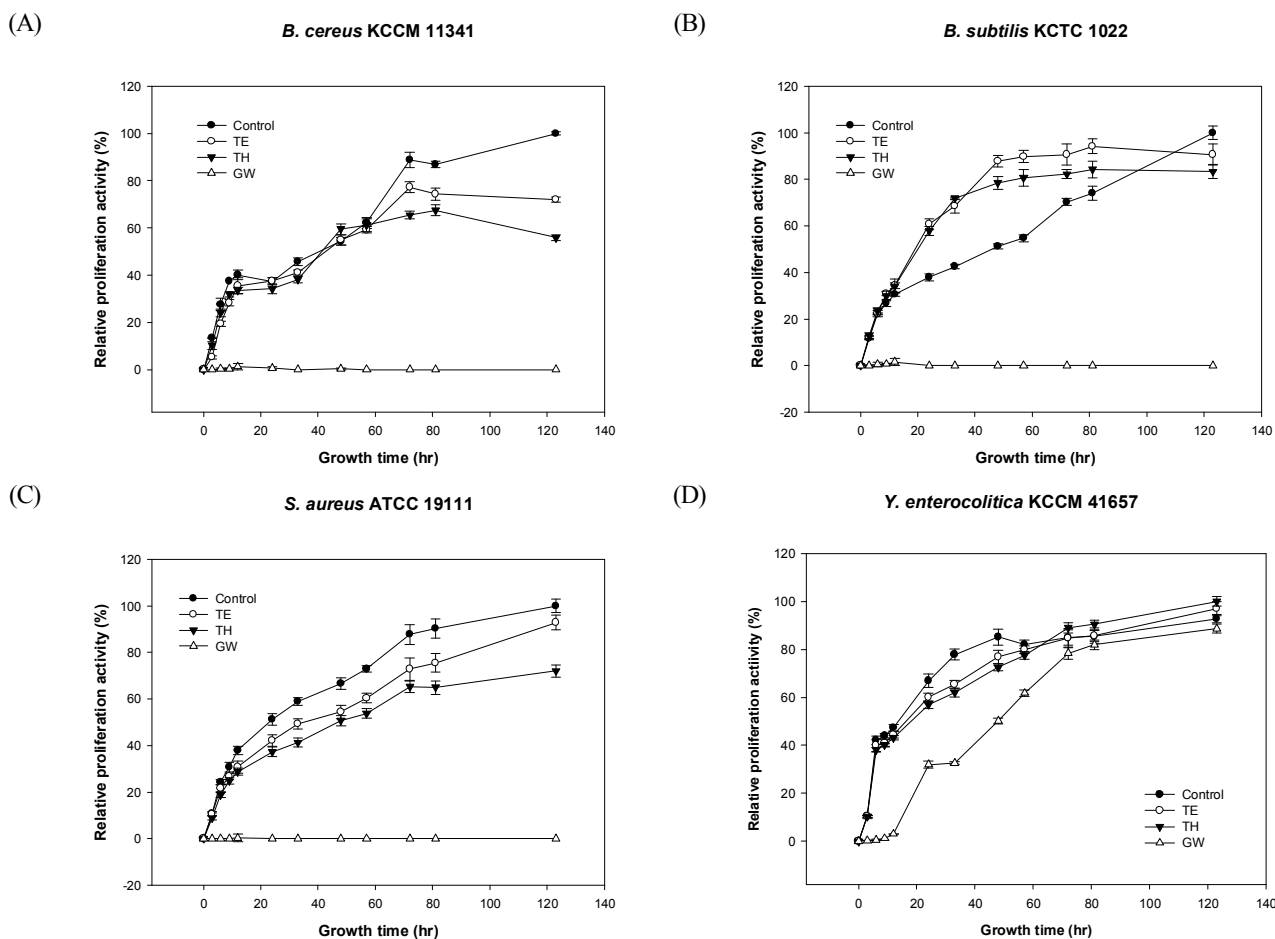 (A)
B. cereus KCCM 11341
Relative proliferation activity (%)
120
100
80
60
40
20
0
Control
TE
TH
GW
0 20 40 60 80 100 120 140
Growth time (hr)
(B)
B. subtilis KCTC 1022
Relative proliferation activity (%)
120
100
80
60
40
20
0
-20
Control
TE
TH
GW
0 20 40 60 80 100 120 140
Growth time (hr)
(C)
S. aureus ATCC 19111
Relative proliferation activity (%)
120
100
80
60
40
20
0
-20
Control
TE
TH
GW
0 20 40 60 80 100 120 140
Growth time (hr)
(D)
Y. enterocolitica KCCM 41657
Relative proliferation activity (%)
120
100
80
60
40
20
0
Control
TE
TH
GW
0 20 40 60 80 100 120 140
Growth time (hr)